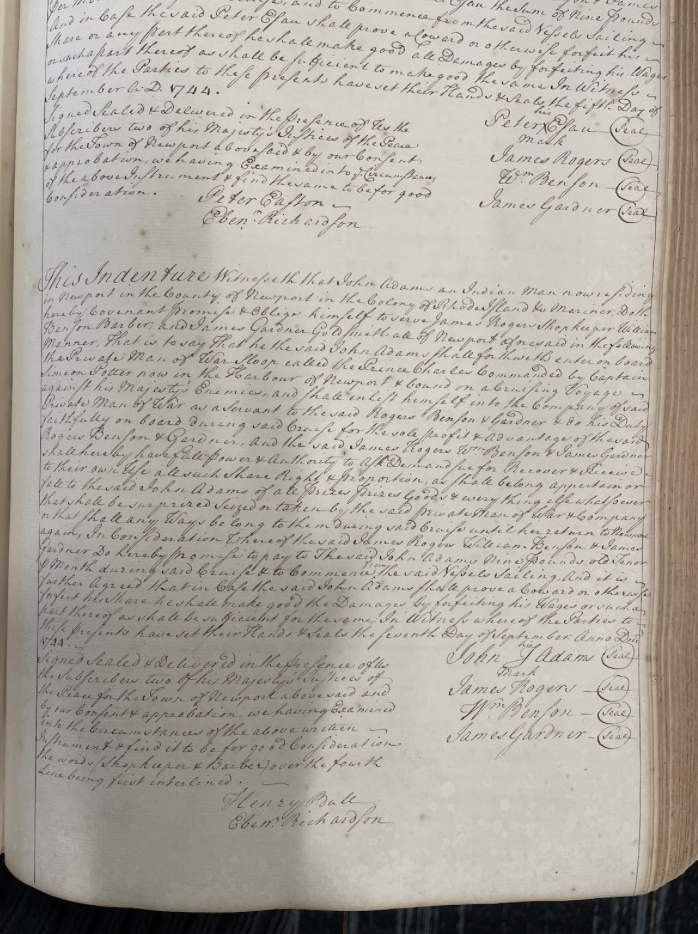 And in Case the said Peter Esau shall prove a Coward or otherwise forfeit his
Share or any part thereof he shall make good all Damages by forfeiting his Wages
or such a part thereof as shall be sufficient to make good the same In Witness
whereof the Parties to these presents have set their Hands & Seals the fifth Day of
September A:D 1744.
Signed Sealed & Delivered in the presence of Us the
Subscribers two of his Majesty's Justices of the Peace
for the Town of Newport above said & by our Consent
& approbation, we having Examined into ye Circumstances
of the above Instrument & find the same to be for good
Consideration.
Peter Easton
Ebenr Richardson
his
Peter X Esau Seal
mark
James Rogers Seal
Wm Benson Seal
James Gardner Seal
This Indenture Witnesseth that John Adams an Indian Man now residing
in Newport in the County of Newport in the Colony of Rhode Island &c Mariner, Doth
hereby Covenant Promise & Oblege himself to serve James Rogers Shopkeeper William
Benson Barber, and James Gardner Goldsmith all of Newport aforesaid in the following
Manner, That is to say That he the said John Adams shall forthwith enter on board
the Private Man of War Sloop called the Prince Charles Commanded by Captain
Simeon Potter now in the Harbour of Newport & bound on a Cruising Voyage
against his Majesty's Enemies, and shall enlist himself into the Company of said
Private Man of War as a Servant to the said Rogers Benson & Gardner & do his Duty
faithfully on board during said Cruise for the sole profit & Advantage of the said
Rogers Benson & Gardner, And the said James Rogers Wm Benson & James Gardner
shall hereby have full Power & Authority to Ask Demand sue for Recover & Receive
to their own Use all such Share Right & Proportion, as shall belong appertain or
fall to the said John Adams of all Prizes Prizes Goods & every thing else whatsoever
that shall be surprized seized or taken by the said private Man of War & Company
or that shall any Ways belong to them during said Cruise until her return to Newport
again, In Consideration Whereof the said James Rogers William Benson & James
Gardner Do hereby promise to pay to The said John Adams Nine Pounds old Tenor
Month during said Cruise & to Commence from the said Vessels Sailing. And it is
further Agreed that in Case the said John Adams shall prove a Coward or otherwise
forfeit his Share he shall make good the Damages by forfeiting his Wages or such a
part thereof as shall be sufficient for the same. In Witness where of the Parties to
these Presents have set their Hands & Seals the seventh Day of September Anno Dni
1744.
Signed Sealed & Deliver'd in the presence of Us
the Subscribers two of his Majesty's Justices of
the Peace for the Town of Newport above said and
by our Consent & approbation, we having Examined
into the Circumstances of the above written
Instrument & find it to be for good Consideration
the words (Shopkeeper & Barber) over the fourth
Line being first interlined.
Henry Bull
Ebenr Richardson
his
John Adams Seal
mark
James Rogers Seal
Wm Benson Seal
James Gardner Seal